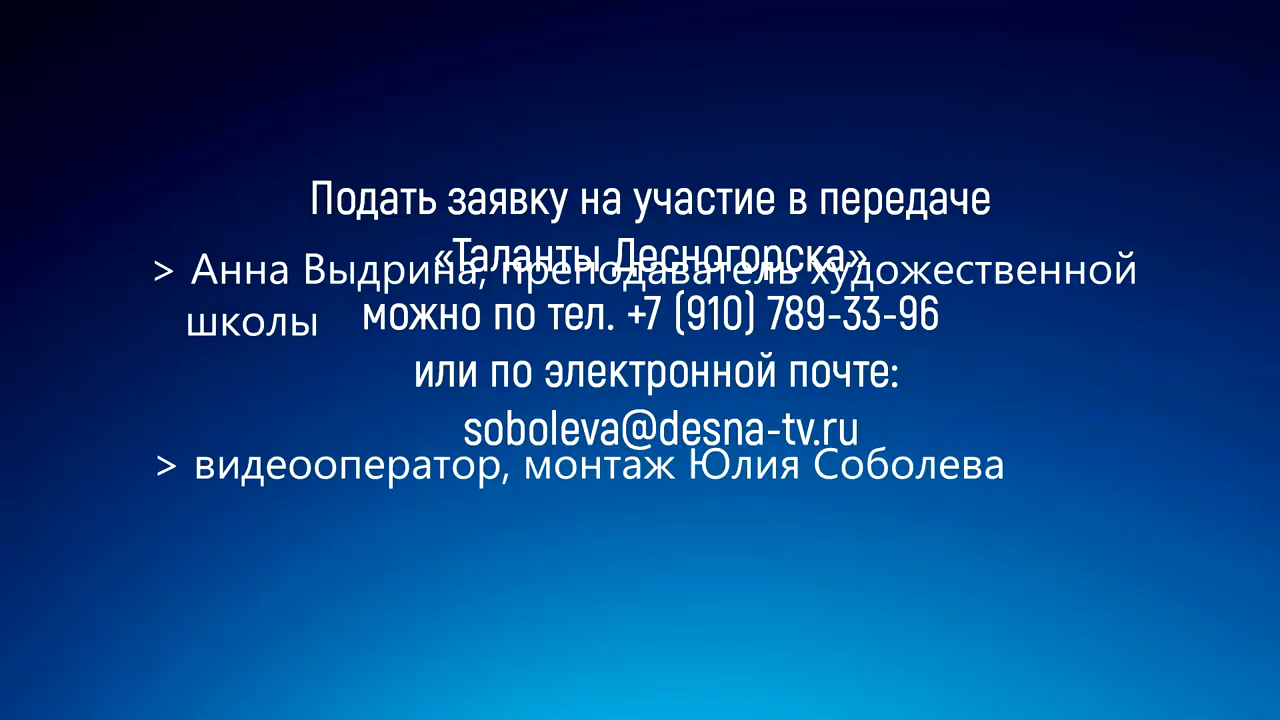 Подать заявку на участие в передаче
«Таланты Десногорска»
> Анна Выдрина, преподаватель художественной
школы
можно по тел. +7 (910) 789-33-96
или по электронной почте:
soboleva@desna-tv.ru
> видеооператор, монтаж Юлия Соболева